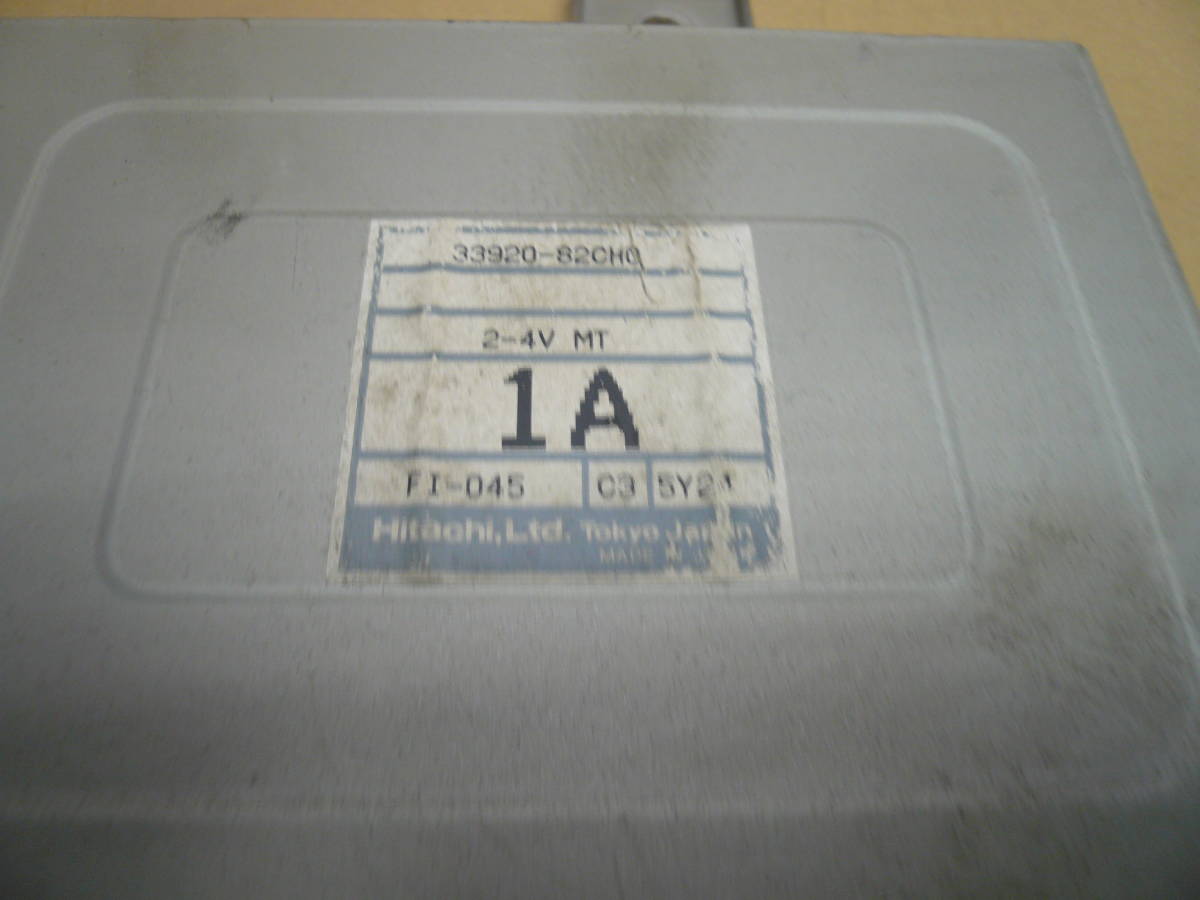 33920-82CH0
2-4V MT
1A
FI-045 C3
Hitachi,Ltd. Tokyo Japan
MADE